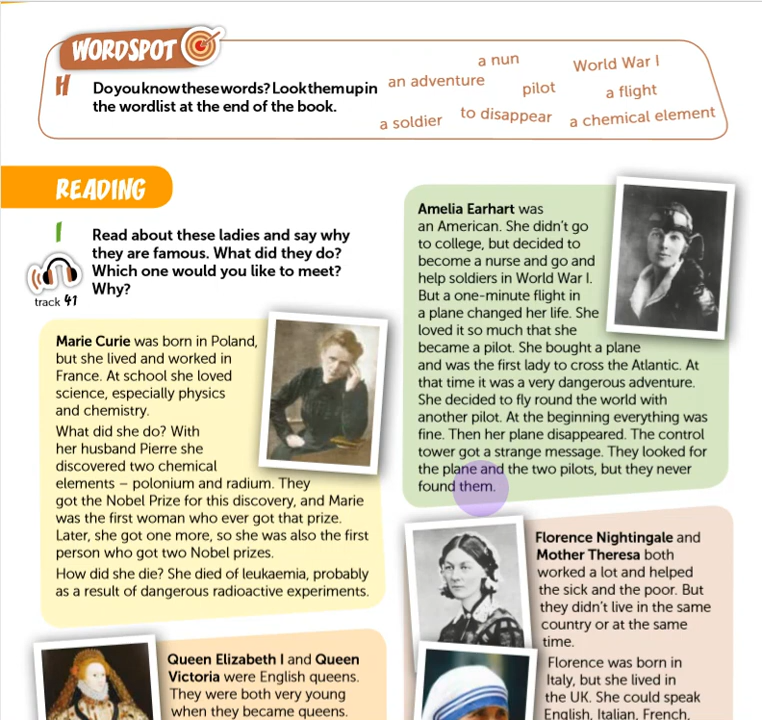 WORDSPOT
H
Do you know these words? Look them up in
the wordlist at the end of the book.
a nun
World War I
an adventure
pilot
a flight
a soldier
to disappear
a chemical element
READING
I
Read about these ladies and say why
they are famous. What did they do?
Which one would you like to meet?
Why?
track 41
Marie Curie was born in Poland,
but she lived and worked in
France. At school she loved
science, especially physics
and chemistry.
What did she do? With
her husband Pierre she
discovered two chemical
elements – polonium and radium. They
got the Nobel Prize for this discovery, and Marie
was the first woman who ever got that prize.
Later, she got one more, so she was also the first
person who got two Nobel prizes.
How did she die? She died of leukaemia, probably
as a result of dangerous radioactive experiments.
Queen Elizabeth I and Queen
Victoria were English queens.
They were both very young
when they became queens.
Amelia Earhart was
an American. She didn't go
to college, but decided to
become a nurse and go and
help soldiers in World War I.
But a one-minute flight in
a plane changed her life. She
loved it so much that she
became a pilot. She bought a plane
and was the first lady to cross the Atlantic. At
that time it was a very dangerous adventure.
She decided to fly round the world with
another pilot. At the beginning everything was
fine. Then her plane disappeared. The control
tower got a strange message. They looked for
the plane and the two pilots, but they never
found them.
Florence Nightingale and
Mother Theresa both
worked a lot and helped
the sick and the poor. But
they didn't live in the same
country or at the same
time.
Florence was born in
Italy, but she lived in
the UK. She could speak
English, Italian, French,